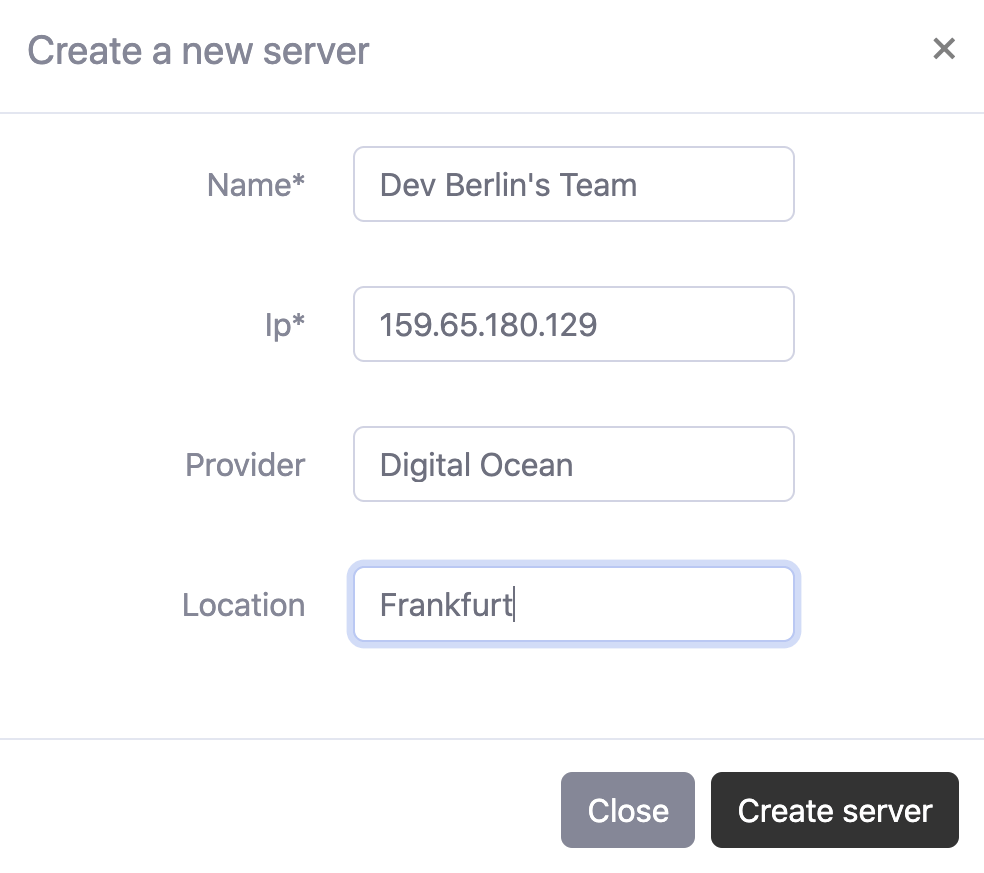 Create a new server
Name* Dev Berlin's Team
Ip* 159.65.180.129
Provider Digital Ocean
Location Frankfurt
Close Create server